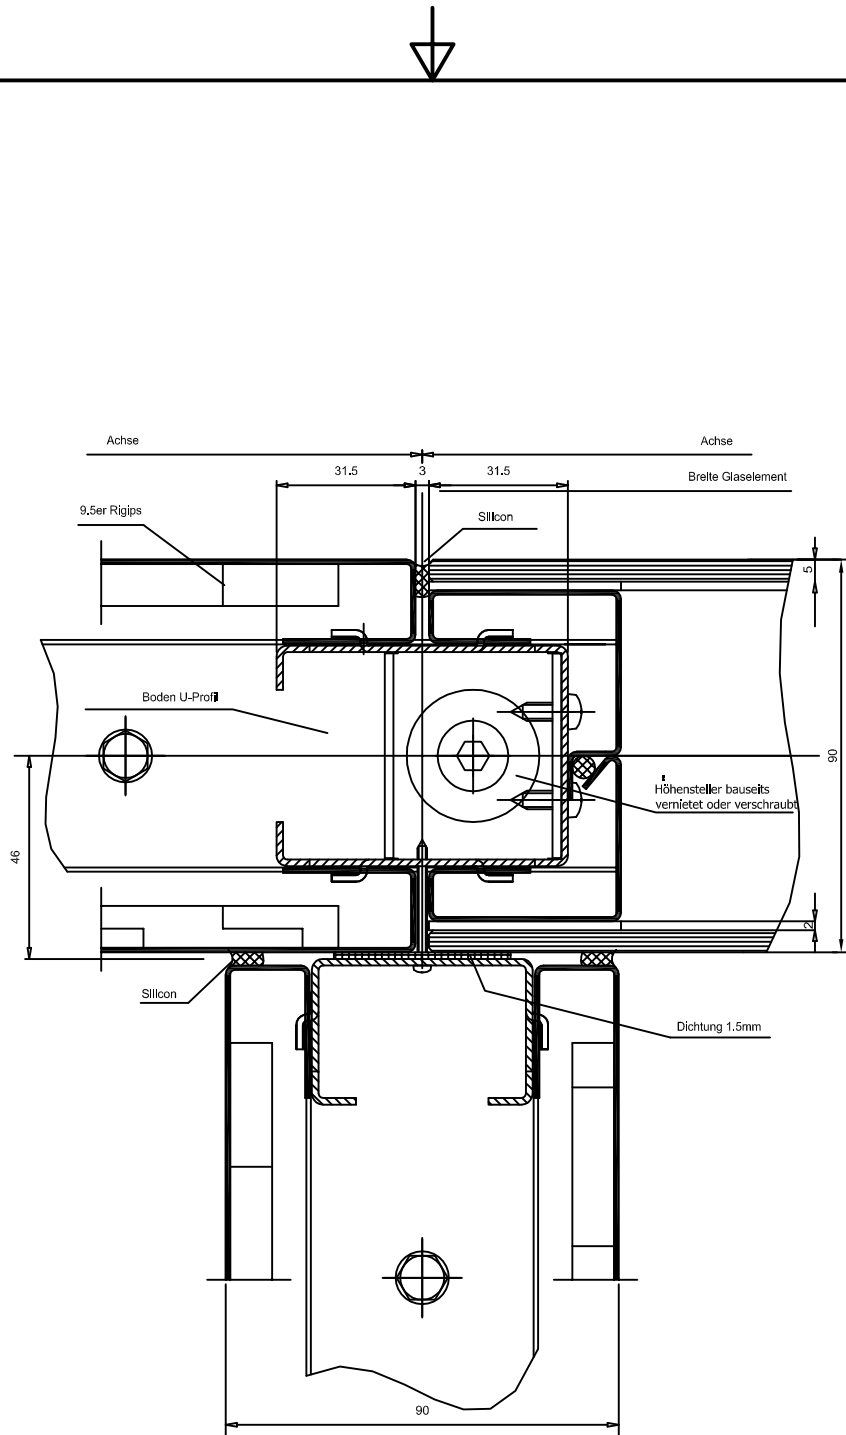 Achse
Achse
31.5
3
31.5
Breite Glaselement
9.5er Rigips
Silicon
5
Boden U-Profil
90
Höhensteller bauseits
vernietet oder verschraubt
46
2
Silicon
Dichtung 1.5mm
90